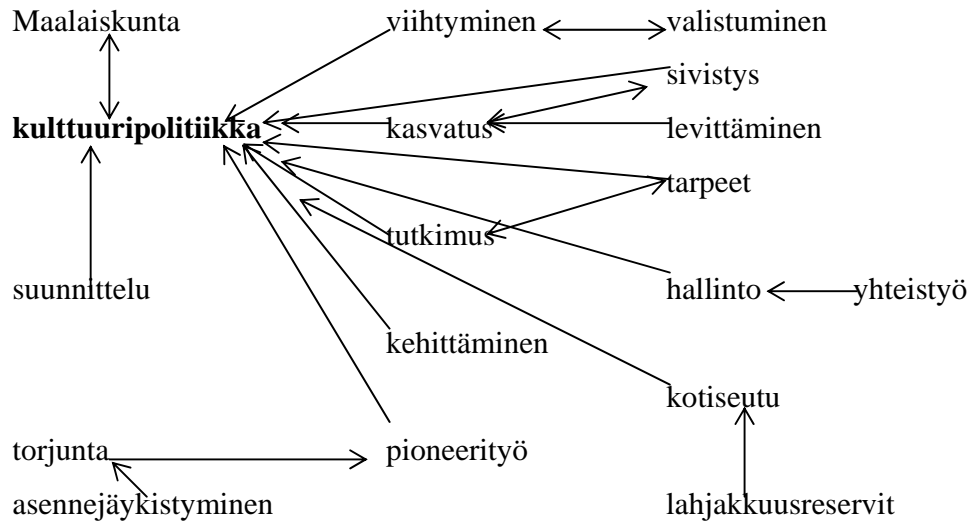 Maalaiskunta viihtyminen valistuminen
sivistys
kulttuuripolitiikka kasvatus levittäminen
tarpeet
tutkimus
suunnittelu hallinto yhteistyö
kehittäminen
kotiseutu
torjunta pioneerityö
asennejäykistyminen lahjakkuusreservit